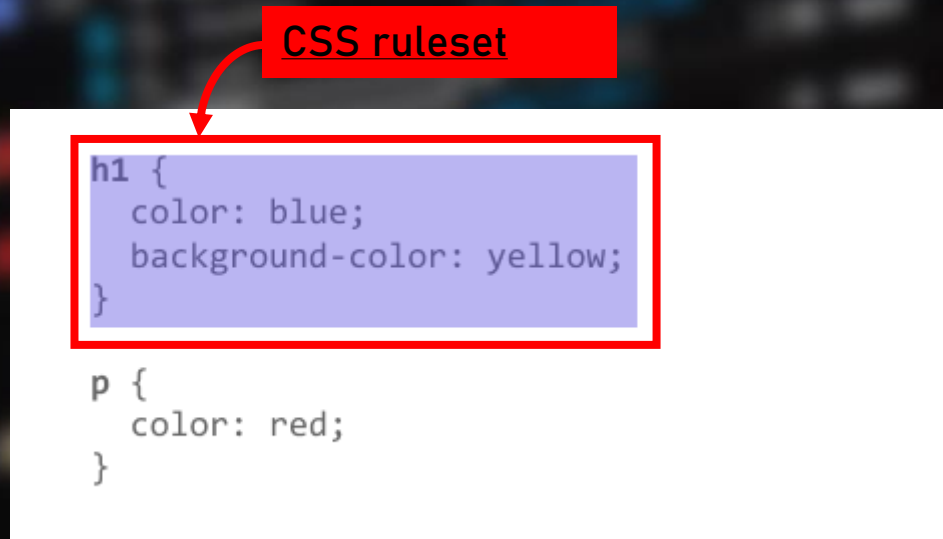 CSS ruleset
h1 {
  color: blue;
  background-color: yellow;
}
p {
  color: red;
}